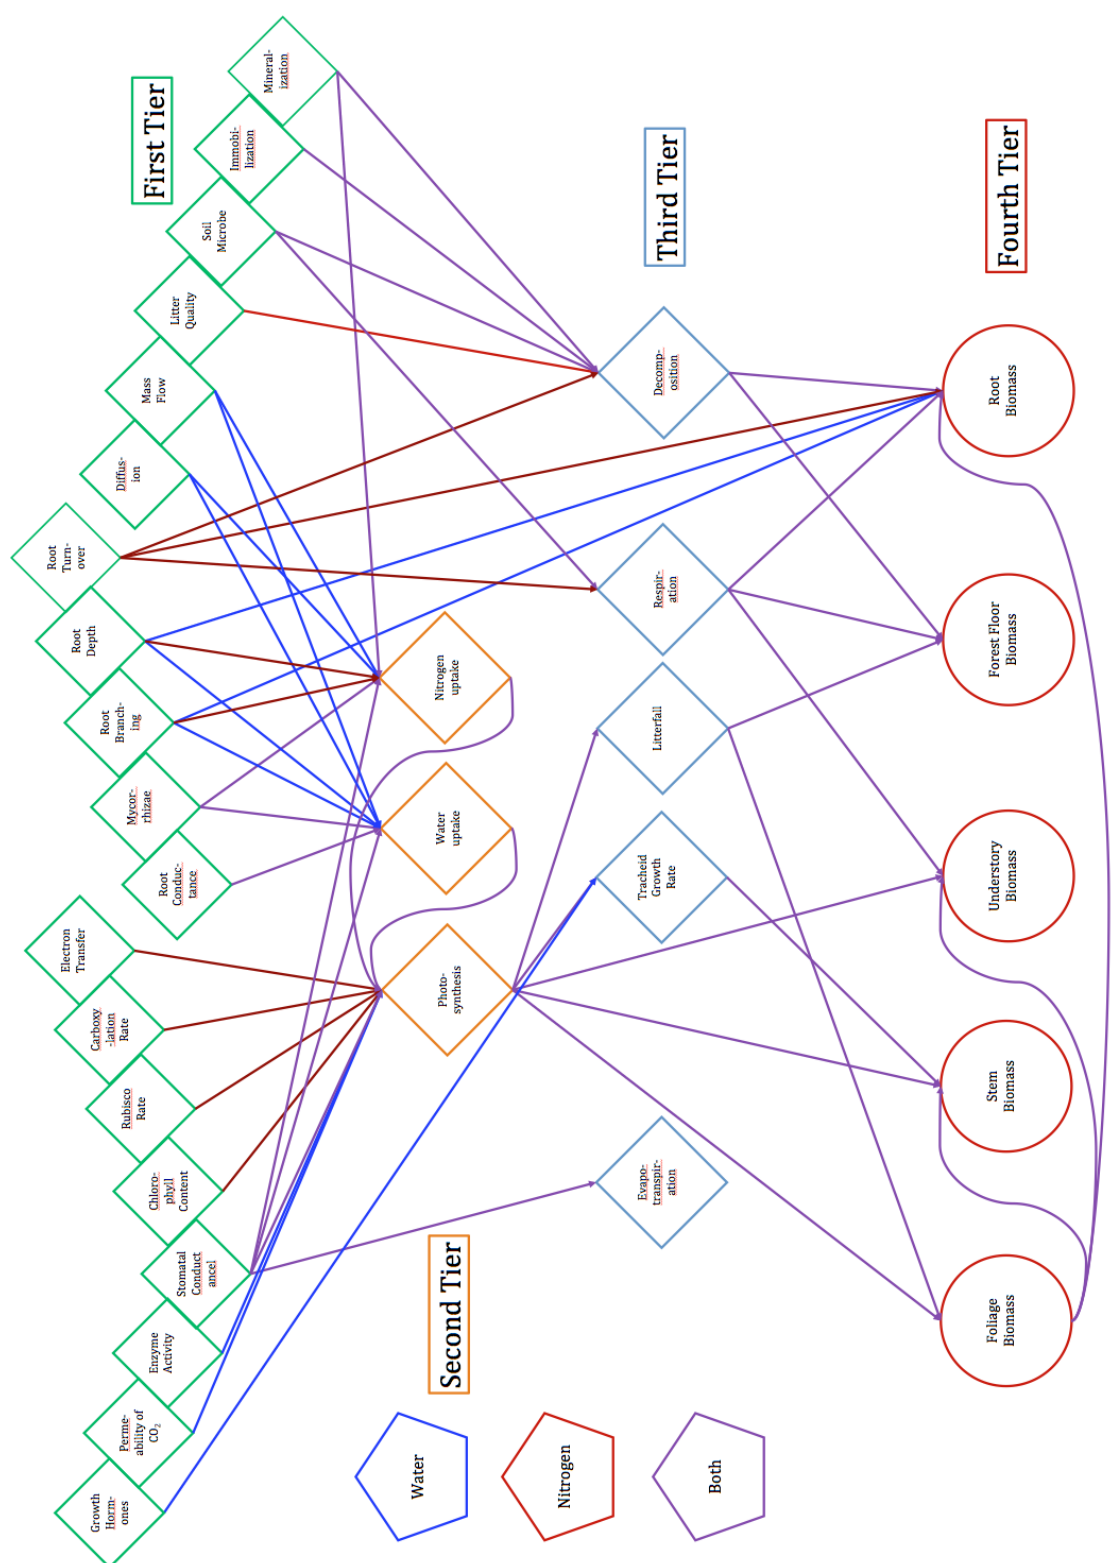 First Tier
Growth
Horm-
ones
Perme-
ability of
CO₂
Enzyme
Activity
Stomatal
Conduct
ance!
Chloro-
phyll
Content
Rubisco
Rate
Carboxy
-lation
Rate
Electron
Transfer
Root
Conduc-
tance
Mycor-
rhizae
Root
Branch-
ing
Root
Depth
Root
Turn-
over
Diffus-
ion
Mass
Flow
Litter
Quality
Soil
Microbe
Immobi-
lization
Mineral-
ization
Second Tier
Photo-
synthesis
Water
uptake
Nitrogen
uptake
Third Tier
Evapo-
transpir-
ation
Tracheid
Growth
Rate
Litterfall
Respir-
ation
Decomp-
osition
Fourth Tier
Foliage
Biomass
Stem
Biomass
Understory
Biomass
Forest Floor
Biomass
Root
Biomass
Water
Nitrogen
Both